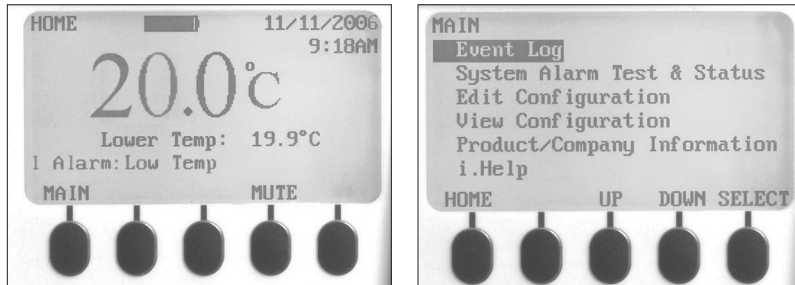 HOME 11/11/2006
9:18AM
20.0°C
Lower Temp: 19.9°C
1 Alarm:Low Temp
MAIN MUTE
MAIN
Event Log
System Alarm Test & Status
Edit Configuration
View Configuration
Product/Company Information
i.Help
HOME UP DOWN SELECT